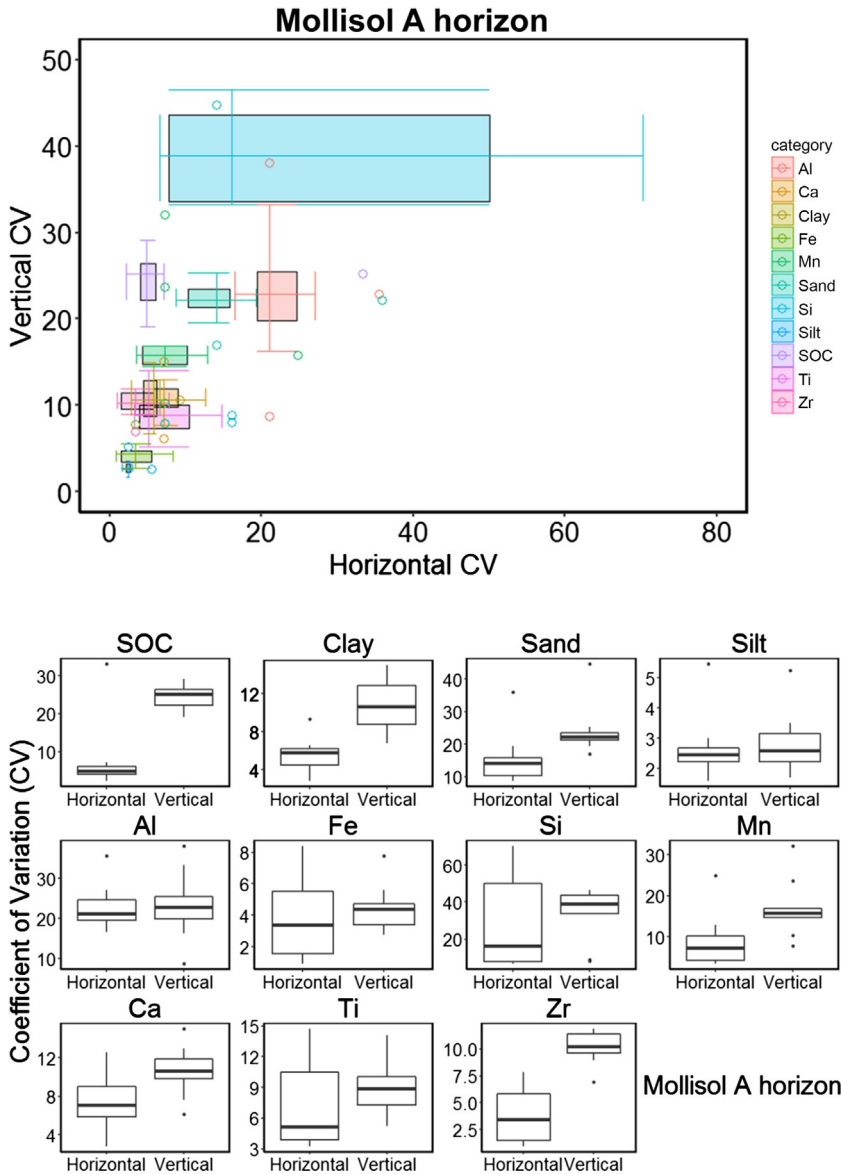 Mollisol A horizon
50
40
30
20
10
0
Vertical CV
0 20 40 60 80
Horizontal CV
category
Al
Ca
Clay
Fe
Mn
Sand
Si
Silt
SOC
Ti
Zr
Coefficient of Variation (CV)
SOC Clay Sand Silt
30
20
10
12
8
4
40
30
20
10
5
4
3
2
Horizontal Vertical Horizontal Vertical Horizontal Vertical Horizontal Vertical
Al Fe Si Mn
30
20
10
8
6
4
2
60
40
20
30
20
10
Horizontal Vertical Horizontal Vertical Horizontal Vertical Horizontal Vertical
Ca Ti Zr
12
8
4
15
12
9
6
3
10.0
7.5
5.0
2.5
Mollisol A horizon
Horizontal Vertical Horizontal Vertical Horizontal Vertical